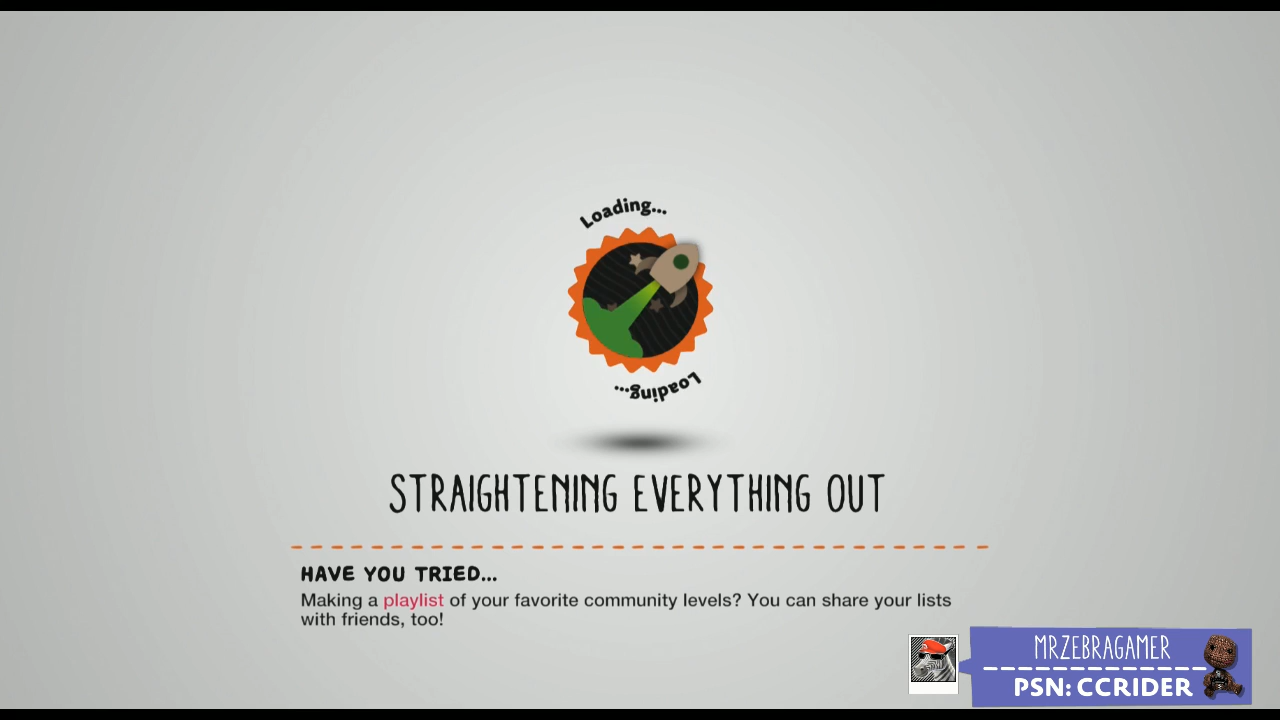 Loading...
Loading...
STRAIGHTENING EVERYTHING OUT
HAVE YOU TRIED...
Making a playlist of your favorite community levels? You can share your lists
with friends, too!
MRZEBRAGAMER
PSN: CCRIDER